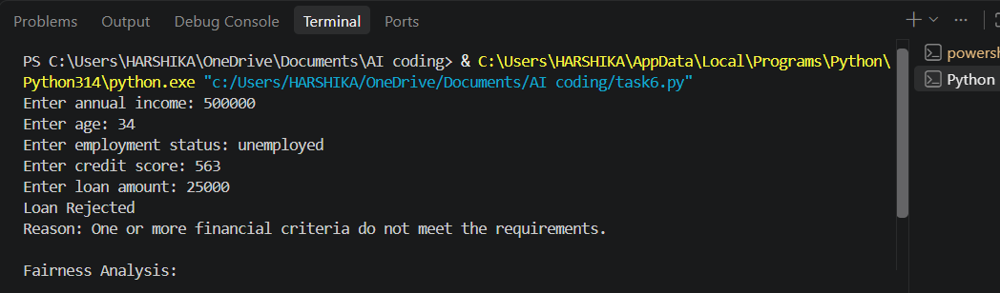 Problems Output Debug Console Terminal Ports
PS C:\Users\HARSHIKA\OneDrive\Documents\AI coding> & C:\Users\HARSHIKA\AppData\Local\Programs\Python\
Python314\python.exe "c:/Users/HARSHIKA/OneDrive/Documents/AI coding/task6.py"
Enter annual income: 500000
Enter age: 34
Enter employment status: unemployed
Enter credit score: 563
Enter loan amount: 25000
Loan Rejected
Reason: One or more financial criteria do not meet the requirements.
Fairness Analysis:
powersh
Python